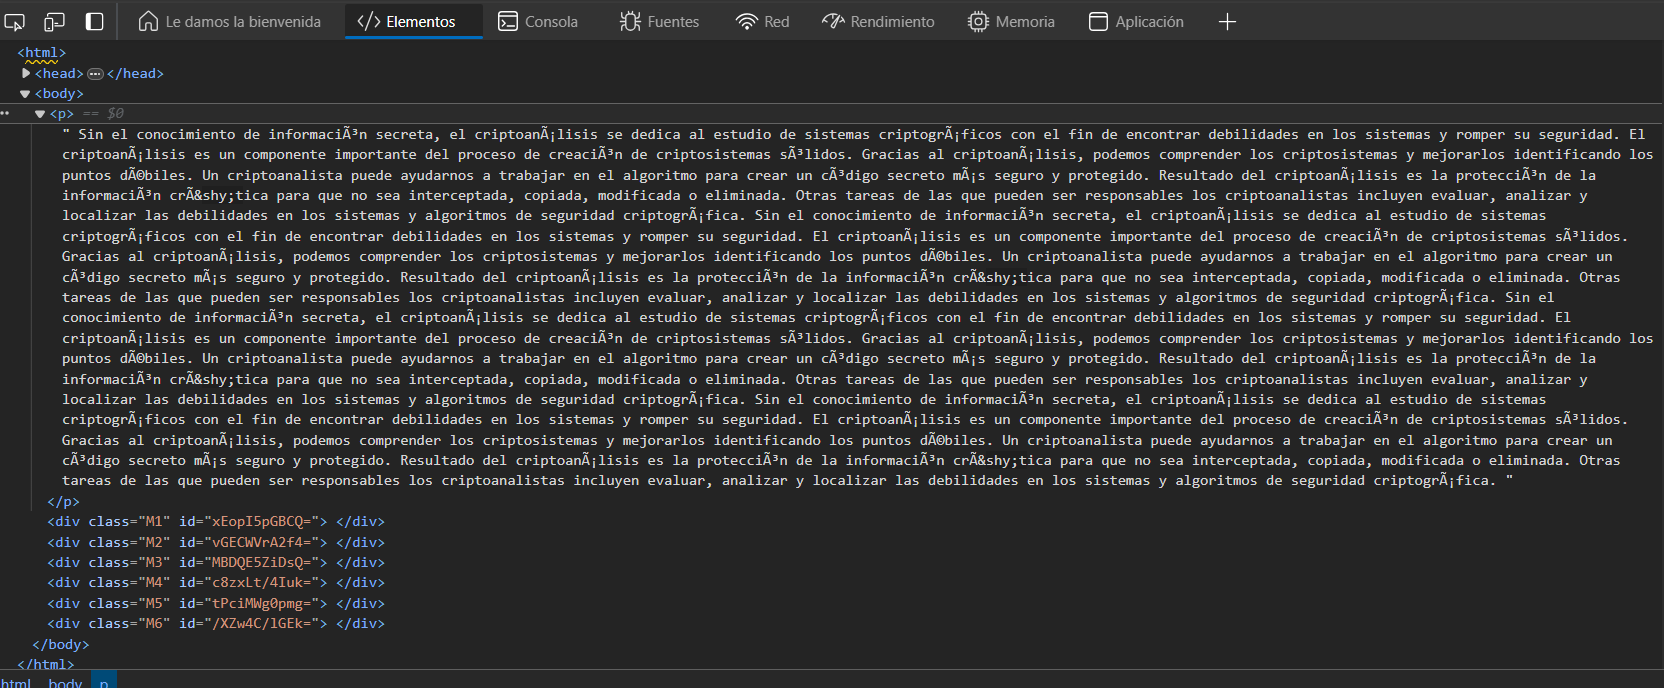 Le damos la bienvenida </> Elementos Consola Fuentes Red Rendimiento Memoria Aplicación
<html>
<head> ··· </head>
<body>
<p> == $0
" Sin el conocimiento de informaciÃ³n secreta, el criptoanÃ¡lisis se dedica al estudio de sistemas criptogrÃ¡ficos con el fin de encontrar debilidades en los sistemas y romper su seguridad. El
criptoanÃ¡lisis es un componente importante del proceso de creaciÃ³n de criptosistemas sÃ³lidos. Gracias al criptoanÃ¡lisis, podemos comprender los criptosistemas y mejorarlos identificando los
puntos dÃ©biles. Un criptoanalista puede ayudarnos a trabajar en el algoritmo para crear un cÃ³digo secreto mÃ¡s seguro y protegido. Resultado del criptoanÃ¡lisis es la protecciÃ³n de la
informaciÃ³n crÃ&shy;tica para que no sea interceptada, copiada, modificada o eliminada. Otras tareas de las que pueden ser responsables los criptoanalistas incluyen evaluar, analizar y
localizar las debilidades en los sistemas y algoritmos de seguridad criptogrÃ¡fica. Sin el conocimiento de informaciÃ³n secreta, el criptoanÃ¡lisis se dedica al estudio de sistemas
criptogrÃ¡ficos con el fin de encontrar debilidades en los sistemas y romper su seguridad. El criptoanÃ¡lisis es un componente importante del proceso de creaciÃ³n de criptosistemas sÃ³lidos.
Gracias al criptoanÃ¡lisis, podemos comprender los criptosistemas y mejorarlos identificando los puntos dÃ©biles. Un criptoanalista puede ayudarnos a trabajar en el algoritmo para crear un
cÃ³digo secreto mÃ¡s seguro y protegido. Resultado del criptoanÃ¡lisis es la protecciÃ³n de la informaciÃ³n crÃ&shy;tica para que no sea interceptada, copiada, modificada o eliminada. Otras
tareas de las que pueden ser responsables los criptoanalistas incluyen evaluar, analizar y localizar las debilidades en los sistemas y algoritmos de seguridad criptogrÃ¡fica. Sin el
conocimiento de informaciÃ³n secreta, el criptoanÃ¡lisis se dedica al estudio de sistemas criptogrÃ¡ficos con el fin de encontrar debilidades en los sistemas y romper su seguridad. El
criptoanÃ¡lisis es un componente importante del proceso de creaciÃ³n de criptosistemas sÃ³lidos. Gracias al criptoanÃ¡lisis, podemos comprender los criptosistemas y mejorarlos identificando los
puntos dÃ©biles. Un criptoanalista puede ayudarnos a trabajar en el algoritmo para crear un cÃ³digo secreto mÃ¡s seguro y protegido. Resultado del criptoanÃ¡lisis es la protecciÃ³n de la
informaciÃ³n crÃ&shy;tica para que no sea interceptada, copiada, modificada o eliminada. Otras tareas de las que pueden ser responsables los criptoanalistas incluyen evaluar, analizar y
localizar las debilidades en los sistemas y algoritmos de seguridad criptogrÃ¡fica. Sin el conocimiento de informaciÃ³n secreta, el criptoanÃ¡lisis se dedica al estudio de sistemas
criptogrÃ¡ficos con el fin de encontrar debilidades en los sistemas y romper su seguridad. El criptoanÃ¡lisis es un componente importante del proceso de creaciÃ³n de criptosistemas sÃ³lidos.
Gracias al criptoanÃ¡lisis, podemos comprender los criptosistemas y mejorarlos identificando los puntos dÃ©biles. Un criptoanalista puede ayudarnos a trabajar en el algoritmo para crear un
cÃ³digo secreto mÃ¡s seguro y protegido. Resultado del criptoanÃ¡lisis es la protecciÃ³n de la informaciÃ³n crÃ&shy;tica para que no sea interceptada, copiada, modificada o eliminada. Otras
tareas de las que pueden ser responsables los criptoanalistas incluyen evaluar, analizar y localizar las debilidades en los sistemas y algoritmos de seguridad criptogrÃ¡fica. "
</p>
<div class="M1" id="xEopI5pGBCQ="> </div>
<div class="M2" id="vGECWVrA2f4="> </div>
<div class="M3" id="MBDQE5ZiDsQ="> </div>
<div class="M4" id="c8zxLt/4Iuk="> </div>
<div class="M5" id="tPciMWg0pmg="> </div>
<div class="M6" id="/XZw4C/lGEk="> </div>
</body>
</html>
html body p